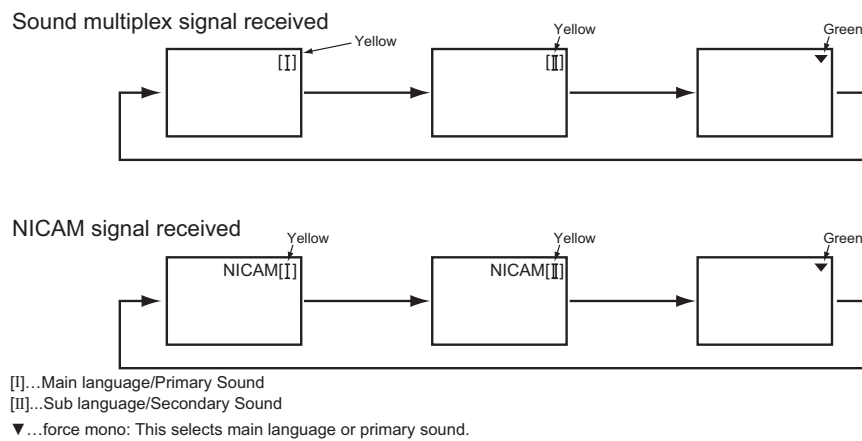 Sound multiplex signal received
Yellow
Yellow
Green
[I]
[II]
▼
NICAM signal received
Yellow
Yellow
Green
NICAM[I]
NICAM[II]
▼
[I]...Main language/Primary Sound
[II]...Sub language/Secondary Sound
▼...force mono: This selects main language or primary sound.